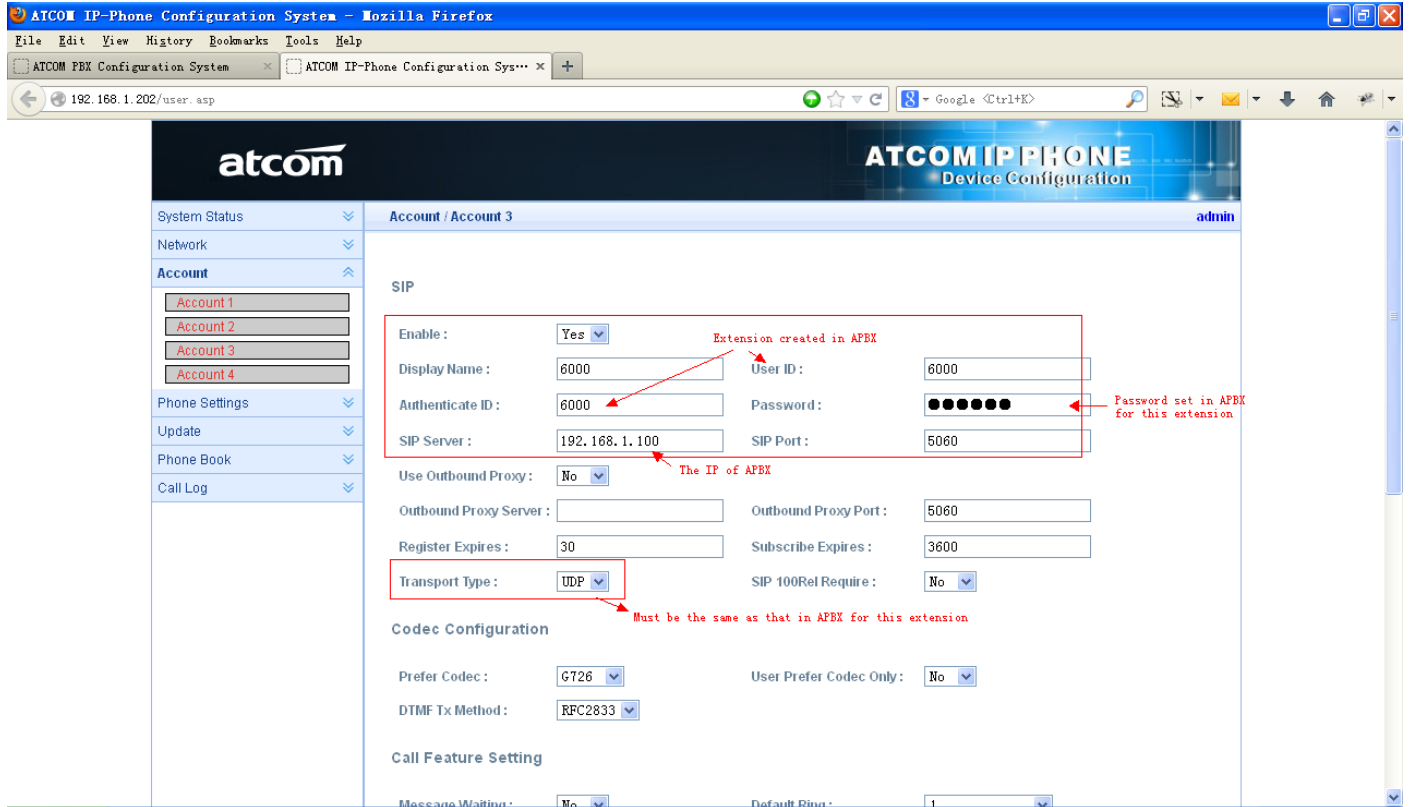 ATCOM IP-Phone Configuration System - Mozilla Firefox
File Edit View History Bookmarks Tools Help
ATCOM PBX Configuration System × ATCOM IP-Phone Configuration Sys… × +
192.168.1.202/user.asp Google <Ctrl+K>
atcom
ATCOM IP PHONE
Device Configuration
System Status
Network
Account
Account 1
Account 2
Account 3
Account 4
Phone Settings
Update
Phone Book
Call Log
Account / Account 3 admin
SIP
Enable : Yes
Extension created in APBX
Display Name : 6000 User ID : 6000
Authenticate ID : 6000 Password : ●●●●●●
Password set in APBX
for this extension
SIP Server : 192.168.1.100 SIP Port : 5060
The IP of APBX
Use Outbound Proxy : No
Outbound Proxy Server : Outbound Proxy Port : 5060
Register Expires : 30 Subscribe Expires : 3600
Transport Type : UDP SIP 100Rel Require : No
Must be the same as that in APBX for this extension
Codec Configuration
Prefer Codec : G726 User Prefer Codec Only : No
DTMF Tx Method : RFC2833
Call Feature Setting
Message Waiting : No Default Ring : 1